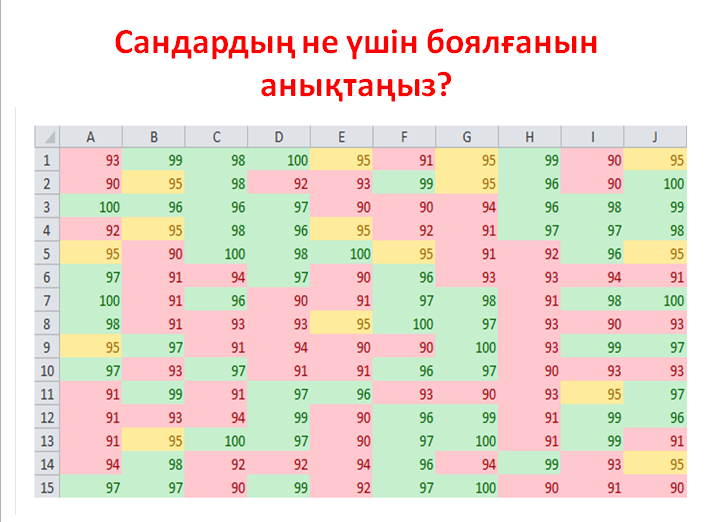 Сандардың не үшін боялғанын
анықтаңыз?
A B C D E F G H I J
1 93 99 98 100 95 91 95 99 90 95
2 90 95 98 92 93 99 95 96 90 100
3 100 96 96 97 90 90 94 96 98 99
4 92 95 98 96 95 92 91 97 97 98
5 95 90 100 98 100 95 91 92 96 95
6 97 91 94 97 90 96 93 93 94 91
7 100 91 96 90 91 97 98 91 98 100
8 98 91 93 93 95 100 97 93 90 93
9 95 97 91 94 90 90 100 93 99 97
10 97 93 97 91 91 96 97 90 93 93
11 91 99 91 97 96 93 90 93 95 97
12 91 93 94 99 90 96 99 91 99 96
13 91 95 100 97 90 97 100 91 99 91
14 94 98 92 92 94 96 94 99 93 95
15 97 97 90 99 92 97 100 90 91 90